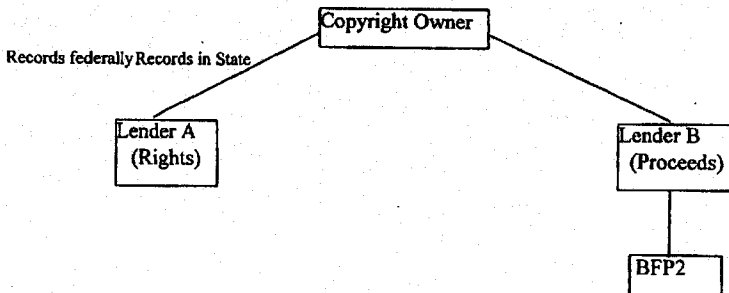 Copyright Owner
Records federally Records in State
Lender A
(Rights)
Lender B
(Proceeds)
BFP2